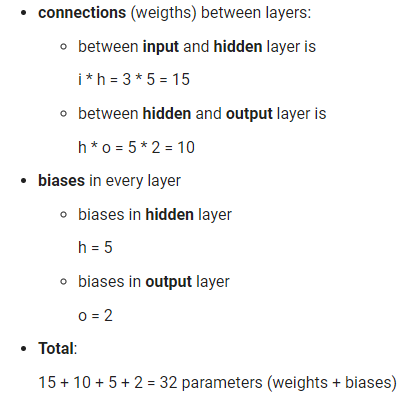 • connections (weigths) between layers:
◦ between input and hidden layer is
i * h = 3 * 5 = 15
◦ between hidden and output layer is
h * o = 5 * 2 = 10
• biases in every layer
◦ biases in hidden layer
h = 5
◦ biases in output layer
o = 2
• Total:
15 + 10 + 5 + 2 = 32 parameters (weights + biases)